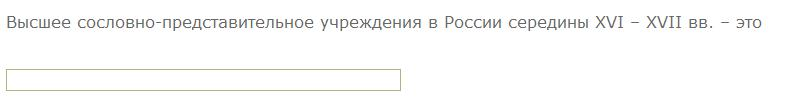 Высшее сословно-представительное учреждения в России середины XVI – XVII вв. – это